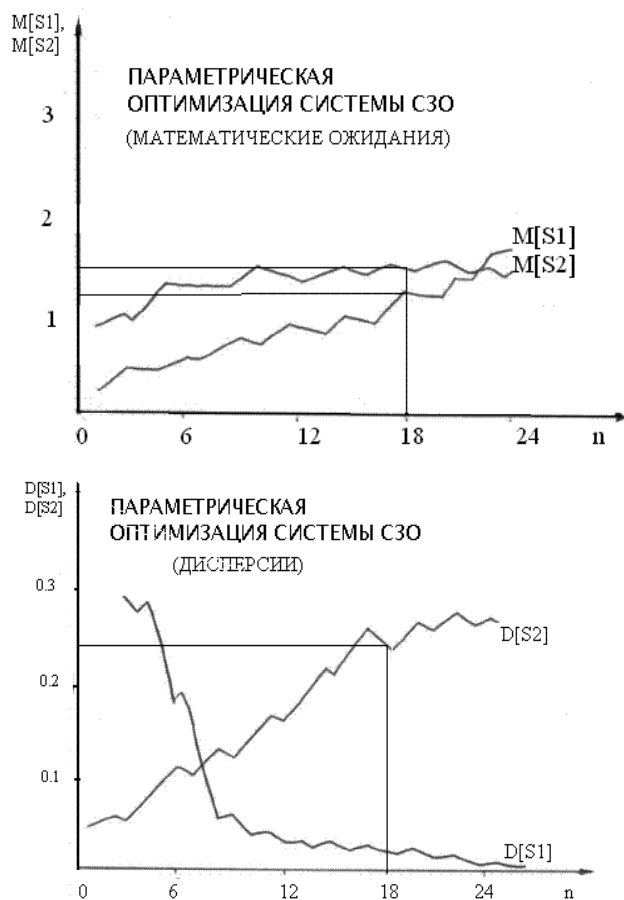 M[S1],
M[S2]
ПАРАМЕТРИЧЕСКАЯ
ОПТИМИЗАЦИЯ СИСТЕМЫ СЗО
(МАТЕМАТИЧЕСКИЕ ОЖИДАНИЯ)
3
2
1
M[S1]
M[S2]
0 6 12 18 24 n
D[S1],
D[S2]
ПАРАМЕТРИЧЕСКАЯ
ОПТИМИЗАЦИЯ СИСТЕМЫ СЗО
(ДИСПЕРСИИ)
0.3
0.2
0.1
D[S2]
D[S1]
0 6 12 18 24 n